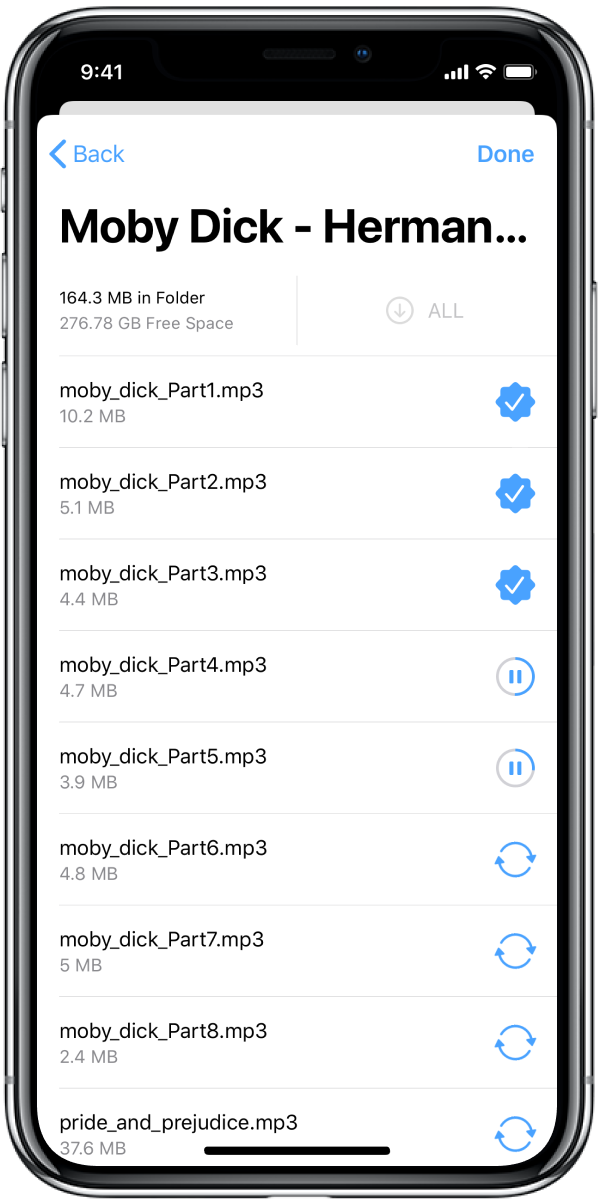 9:41
Back
Done
Moby Dick - Herman...
164.3 MB in Folder
276.78 GB Free Space
ALL
moby_dick_Part1.mp3
10.2 MB
moby_dick_Part2.mp3
5.1 MB
moby_dick_Part3.mp3
4.4 MB
moby_dick_Part4.mp3
4.7 MB
moby_dick_Part5.mp3
3.9 MB
moby_dick_Part6.mp3
4.8 MB
moby_dick_Part7.mp3
5 MB
moby_dick_Part8.mp3
2.4 MB
pride_and_prejudice.mp3
37.6 MB